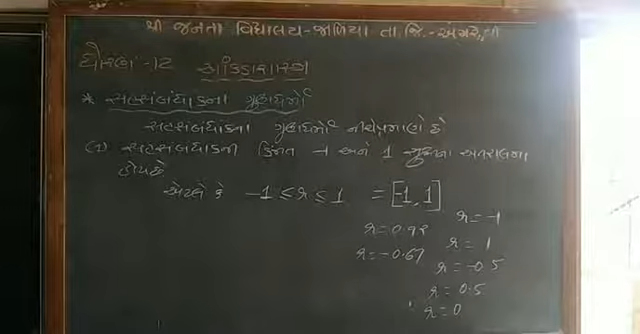 શ્રી જનતા વિદ્યાલય-જાળિયા તા. જિ.-અમરેલી
ધોરણ-12 આંકડાશાસ્ત્ર
* સહસંબંધાંકના ગુણધર્મો
સહસંબંધાંકના ગુણધર્મો નીચેપ્રમાણે છે
(1) સહસંબંધાંકની કિંમત -1 અને 1 સુધીના અંતરાલમાં
હોય છે
એટલે કે -1 ≤ r ≤ 1 = [-1, 1]
r = -1
r = 0.98
r = 1
r = -0.67
r = -0.5
r = 0.5
r = 0